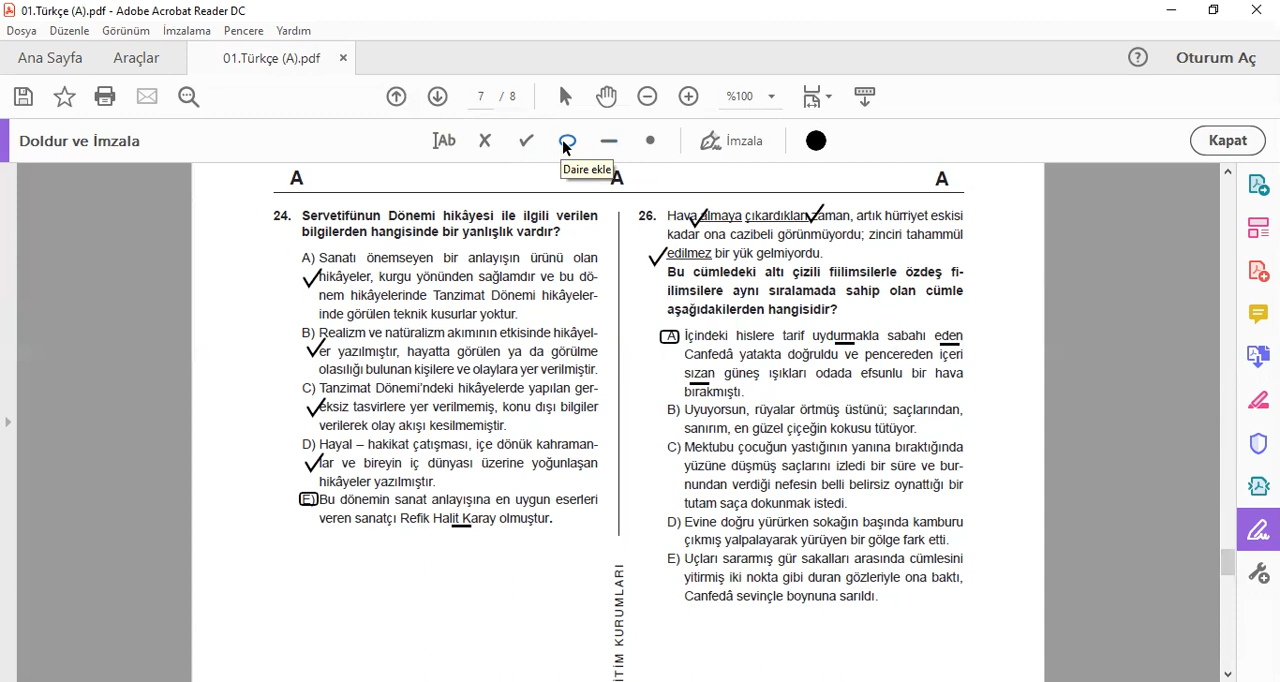 01.Türkçe (A).pdf - Adobe Acrobat Reader DC
Dosya Düzenle Görünüm İmzalama Pencere Yardım
Ana Sayfa Araçlar 01.Türkçe (A).pdf × ? Oturum Aç
7 / 8 %100
Doldur ve İmzala Ab İmzala Kapat
Daire ekle
A A A
24. Servetifünun Dönemi hikâyesi ile ilgili verilen
bilgilerden hangisinde bir yanlışlık vardır?
A) Sanatı önemseyen bir anlayışın ürünü olan
hikâyeler, kurgu yönünden sağlamdır ve bu dö-
nem hikâyelerinde Tanzimat Dönemi hikâyeler-
inde görülen teknik kusurlar yoktur.
B) Realizm ve natüralizm akımının etkisinde hikâyel-
er yazılmıştır, hayatta görülen ya da görülme
olasılığı bulunan kişilere ve olaylara yer verilmiştir.
C) Tanzimat Dönemi'ndeki hikâyelerde yapılan ger-
eksiz tasvirlere yer verilmemiş, konu dışı bilgiler
verilerek olay akışı kesilmemiştir.
D) Hayal – hakikat çatışması, içe dönük kahraman-
lar ve bireyin iç dünyası üzerine yoğunlaşan
hikâyeler yazılmıştır.
E) Bu dönemin sanat anlayışına en uygun eserleri
veren sanatçı Refik Halit Karay olmuştur.
26. Hava almaya çıkardıkları zaman, artık hürriyet eskisi
kadar ona cazibeli görünmüyordu; zinciri tahammül
edilmez bir yük gelmiyordu.
Bu cümledeki altı çizili fiilimsilerle özdeş fi-
ilimsilere aynı sıralamada sahip olan cümle
aşağıdakilerden hangisidir?
A) İçindeki hislere tarif uydurmakla sabahı eden
Canfedâ yatakta doğruldu ve pencereden içeri
sızan güneş ışıkları odada efsunlu bir hava
bırakmıştı.
B) Uyuyorsun, rüyalar örtmüş üstünü; saçlarından,
sanırım, en güzel çiçeğin kokusu tütüyor.
C) Mektubu çocuğun yastığının yanına bıraktığında
yüzüne düşmüş saçlarını izledi bir süre ve bur-
nundan verdiği nefesin belli belirsiz oynattığı bir
tutam saça dokunmak istedi.
D) Evine doğru yürürken sokağın başında kamburu
çıkmış yalpalayarak yürüyen bir gölge fark etti.
E) Uçları sararmış gür sakalları arasında cümlesini
yitirmiş iki nokta gibi duran gözleriyle ona baktı,
Canfedâ sevinçle boynuna sarıldı.
İTİM KURUMLARI